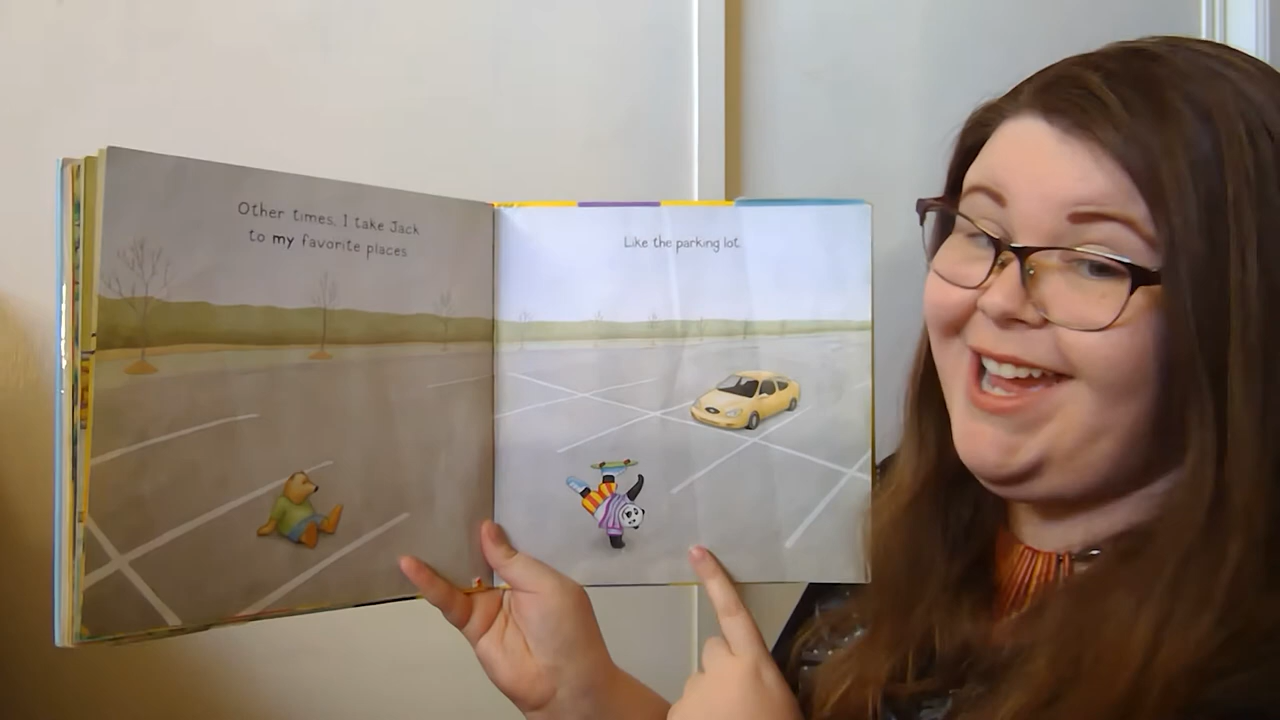 Other times, I take Jack
to my favorite places.
Like the parking lot.